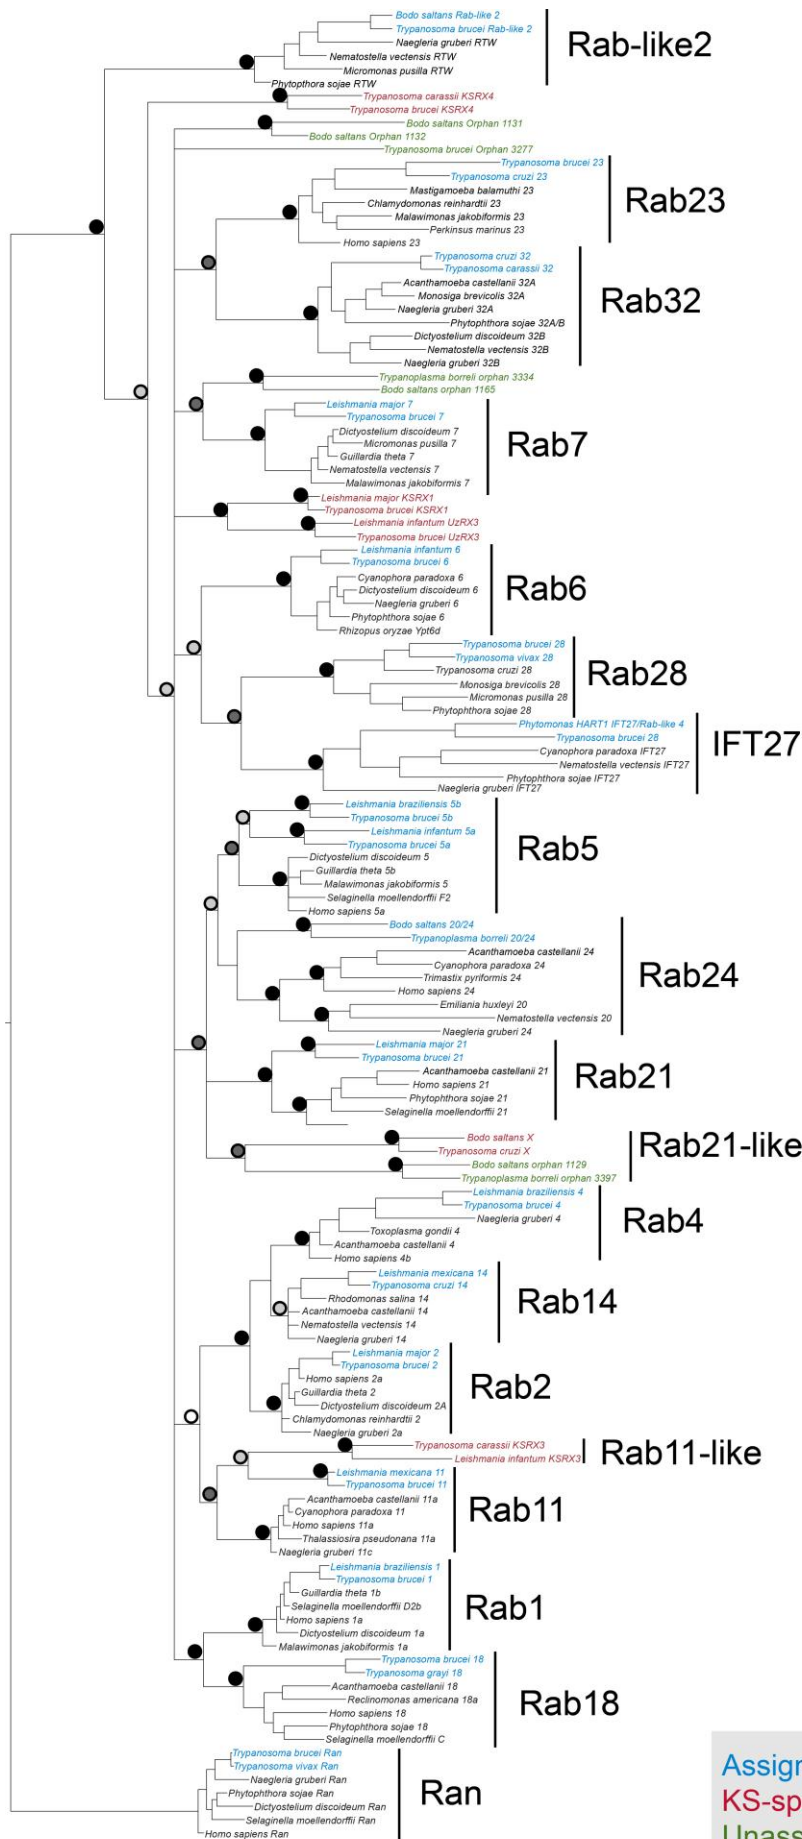 Bodo saltans Rab-like 2
Trypanosoma brucei Rab-like 2
Naegleria gruberi RTW
Nematostella vectensis RTW
Micromonas pusilla RTW
Phytopthora sojae RTW
Rab-like2
Trypanosoma carassii KSRX4
Trypanosoma brucei KSRX4
Bodo saltans Orphan 1131
Bodo saltans Orphan 1132
Trypanosoma brucei Orphan 3277
Trypanosoma brucei 23
Trypanosoma cruzi 23
Mastigamoeba balamuthi 23
Chlamydomonas reinhardtii 23
Malawimonas jakobiformis 23
Perkinsus marinus 23
Homo sapiens 23
Rab23
Trypanosoma cruzi 32
Trypanosoma carassii 32
Acanthamoeba castellanii 32A
Monosiga brevicolis 32A
Naegleria gruberi 32A
Phytophthora sojae 32A/B
Dictyostelium discoideum 32B
Nematostella vectensis 32B
Naegleria gruberi 32B
Rab32
Trypanoplasma borreli orphan 3334
Bodo saltans orphan 1165
Leishmania major 7
Trypanosoma brucei 7
Dictyostelium discoideum 7
Micromonas pusilla 7
Guillardia theta 7
Nematostella vectensis 7
Malawimonas jakobiformis 7
Rab7
Leishmania major KSRX1
Trypanosoma brucei KSRX1
Leishmania infantum UzRX3
Trypanosoma brucei UzRX3
Leishmania infantum 6
Trypanosoma brucei 6
Cyanophora paradoxa 6
Dictyostelium discoideum 6
Naegleria gruberi 6
Phytophthora sojae 6
Rhizopus oryzae Ypt6d
Rab6
Trypanosoma brucei 28
Trypanosoma vivax 28
Trypanosoma cruzi 28
Monosiga brevicolis 28
Micromonas pusilla 28
Phytophthora sojae 28
Rab28
Phytomonas HART1 IFT27/Rab-like 4
Trypanosoma brucei 28
Cyanophora paradoxa IFT27
Nematostella vectensis IFT27
Phytophthora sojae IFT27
Naegleria gruberi IFT27
IFT27
Leishmania braziliensis 5b
Trypanosoma brucei 5b
Leishmania infantum 5a
Trypanosoma brucei 5a
Dictyostelium discoideum 5
Guillardia theta 5b
Malawimonas jakobiformis 5
Selaginella moellendorffii F2
Homo sapiens 5a
Rab5
Bodo saltans 20/24
Trypanoplasma borreli 20/24
Acanthamoeba castellanii 24
Cyanophora paradoxa 24
Trimastix pyriformis 24
Homo sapiens 24
Emiliania huxleyi 20
Nematostella vectensis 20
Naegleria gruberi 24
Rab24
Leishmania major 21
Trypanosoma brucei 21
Acanthamoeba castellanii 21
Homo sapiens 21
Phytophthora sojae 21
Selaginella moellendorffii 21
Rab21
Bodo saltans X
Trypanosoma cruzi X
Bodo saltans orphan 1129
Trypanoplasma borreli orphan 3397
Rab21-like
Leishmania braziliensis 4
Trypanosoma brucei 4
Naegleria gruberi 4
Toxoplasma gondii 4
Acanthamoeba castellanii 4
Homo sapiens 4b
Rab4
Leishmania mexicana 14
Trypanosoma cruzi 14
Rhodomonas salina 14
Acanthamoeba castellanii 14
Nematostella vectensis 14
Naegleria gruberi 14
Rab14
Leishmania major 2
Trypanosoma brucei 2
Homo sapiens 2a
Guillardia theta 2
Dictyostelium discoideum 2A
Chlamydomonas reinhardtii 2
Naegleria gruberi 2a
Rab2
Trypanosoma carassii KSRX3
Leishmania infantum KSRX3
Rab11-like
Leishmania mexicana 11
Trypanosoma brucei 11
Acanthamoeba castellanii 11a
Cyanophora paradoxa 11
Homo sapiens 11a
Thalassiosira pseudonana 11a
Naegleria gruberi 11c
Rab11
Leishmania braziliensis 1
Trypanosoma brucei 1
Guillardia theta 1b
Selaginella moellendorffii D2b
Homo sapiens 1a
Dictyostelium discoideum 1a
Malawimonas jakobiformis 1a
Rab1
Trypanosoma brucei 18
Trypanosoma grayi 18
Acanthamoeba castellanii 18
Reclinomonas americana 18a
Homo sapiens 18
Phytophthora sojae 18
Selaginella moellendorffii C
Rab18
Trypanosoma brucei Ran
Trypanosoma vivax Ran
Naegleria gruberi Ran
Phytophthora sojae Ran
Dictyostelium discoideum Ran
Selaginella moellendorffii Ran
Homo sapiens Ran
Ran
Assign
KS-sp
Unass